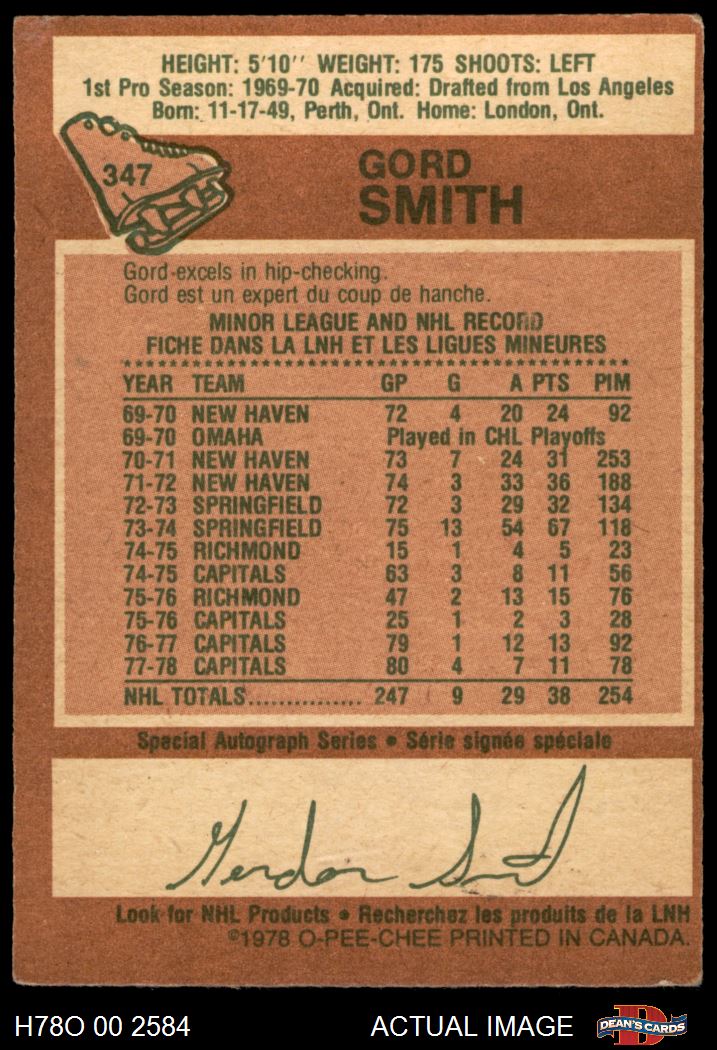 HEIGHT: 5'10'' WEIGHT: 175 SHOOTS: LEFT
1st Pro Season: 1969-70 Acquired: Drafted from Los Angeles
Born: 11-17-49, Perth, Ont. Home: London, Ont.
347
GORD
SMITH
Gord excels in hip-checking.
Gord est un expert du coup de hanche.
MINOR LEAGUE AND NHL RECORD
FICHE DANS LA LNH ET LES LIGUES MINEURES
YEAR TEAM GP G A PTS PIM
69-70 NEW HAVEN 72 4 20 24 92
69-70 OMAHA Played in CHL Playoffs
70-71 NEW HAVEN 73 7 24 31 253
71-72 NEW HAVEN 74 3 33 36 188
72-73 SPRINGFIELD 72 3 29 32 134
73-74 SPRINGFIELD 75 13 54 67 118
74-75 RICHMOND 15 1 4 5 23
74-75 CAPITALS 63 3 8 11 56
75-76 RICHMOND 47 2 13 15 76
75-76 CAPITALS 25 1 2 3 28
76-77 CAPITALS 79 1 12 13 92
77-78 CAPITALS 80 4 7 11 78
NHL TOTALS............... 247 9 29 38 254
Special Autograph Series • Série signée spéciale
Gordon Smith
Look for NHL Products • Recherchez les produits de la LNH
©1978 O-PEE-CHEE PRINTED IN CANADA.
H78O 00 2584 ACTUAL IMAGE DEAN'S CARDS